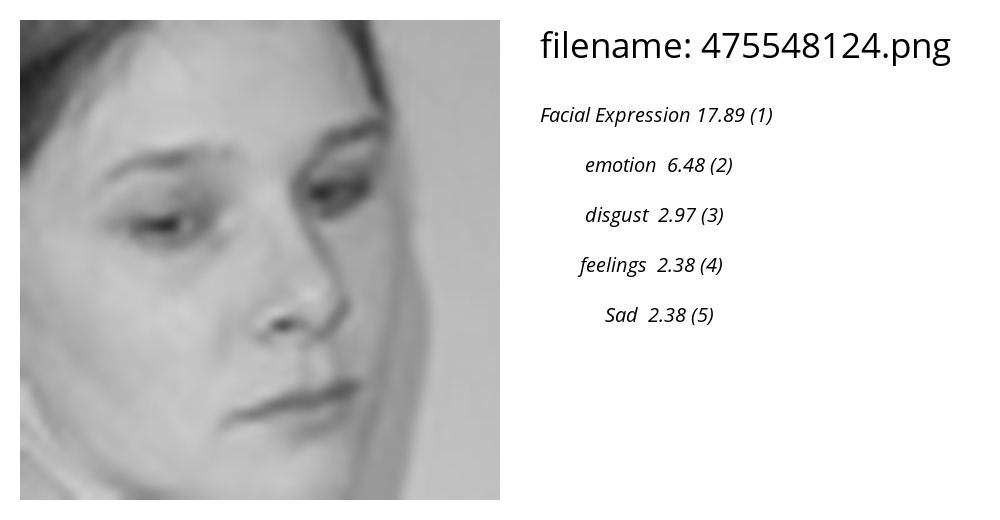 filename: 475548124.png
Facial Expression 17.89 (1)
emotion 6.48 (2)
disgust 2.97 (3)
feelings 2.38 (4)
Sad 2.38 (5)